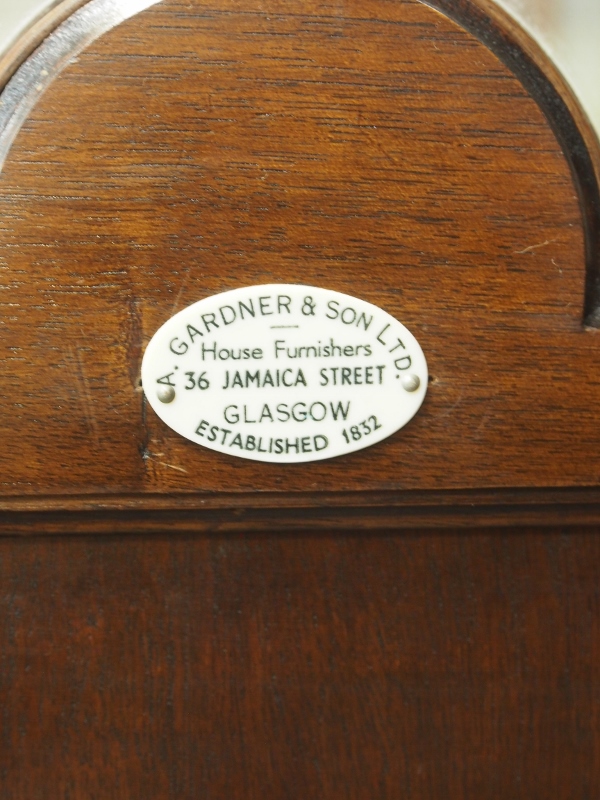 A. GARDNER & SON LTD.
House Furnishers
36 JAMAICA STREET
GLASGOW
ESTABLISHED 1832